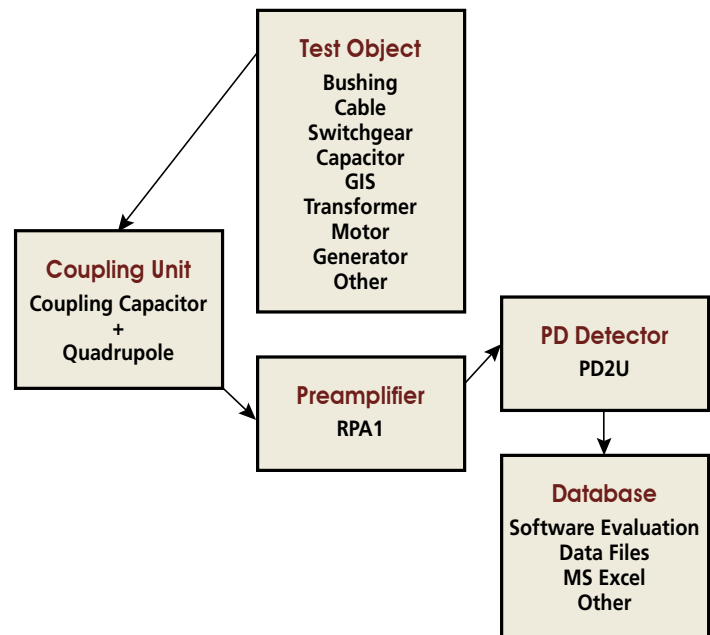 Test Object
Bushing
Cable
Switchgear
Capacitor
GIS
Transformer
Motor
Generator
Other
Coupling Unit
Coupling Capacitor
+
Quadrupole
Preamplifier
RPA1
PD Detector
PD2U
Database
Software Evaluation
Data Files
MS Excel
Other